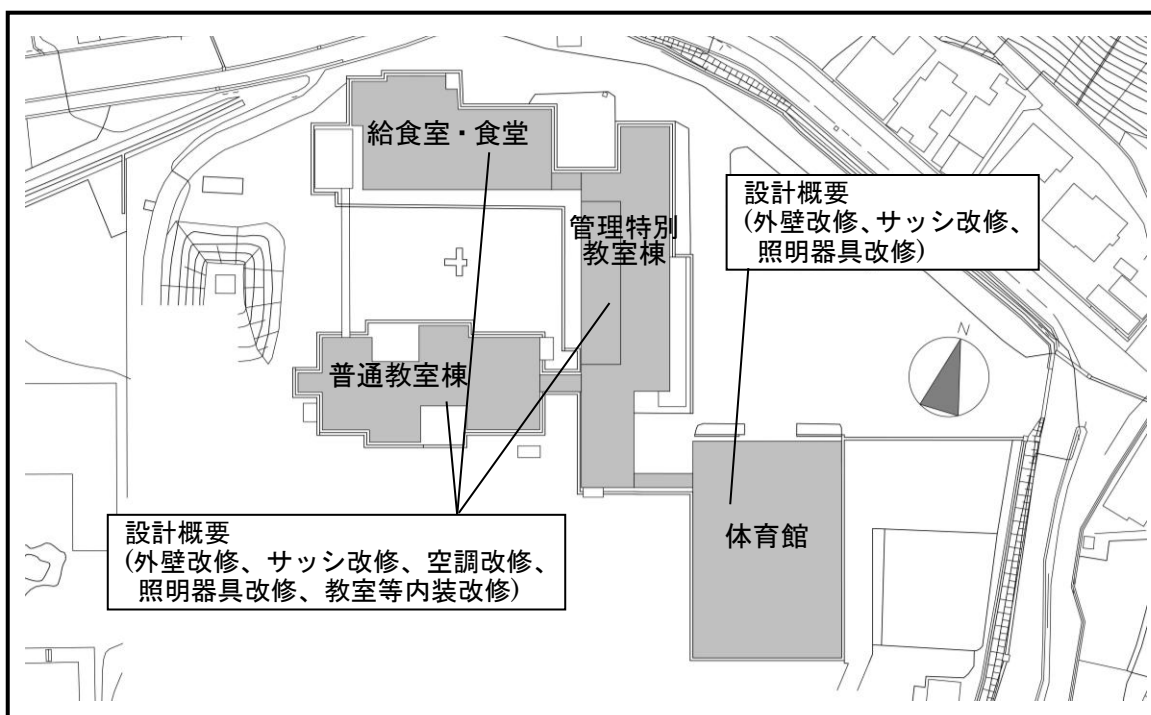 給食室・食堂
管理特別
教室棟
設計概要
(外壁改修、サッシ改修、
照明器具改修)
N
普通教室棟
設計概要
(外壁改修、サッシ改修、空調改修、
照明器具改修、教室等内装改修)
体育館